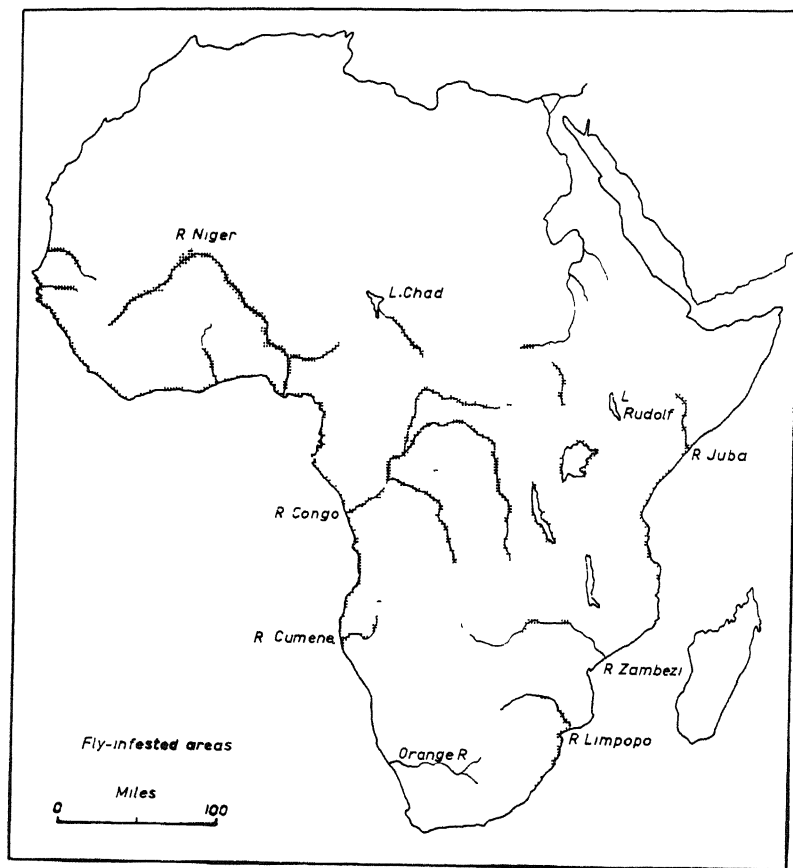 R Niger
L.Chad
L
Rudolf
R Juba
R Congo
R Cumene
R Zambezi
R Limpopo
Orange R
Fly-infested areas
Miles
0 100